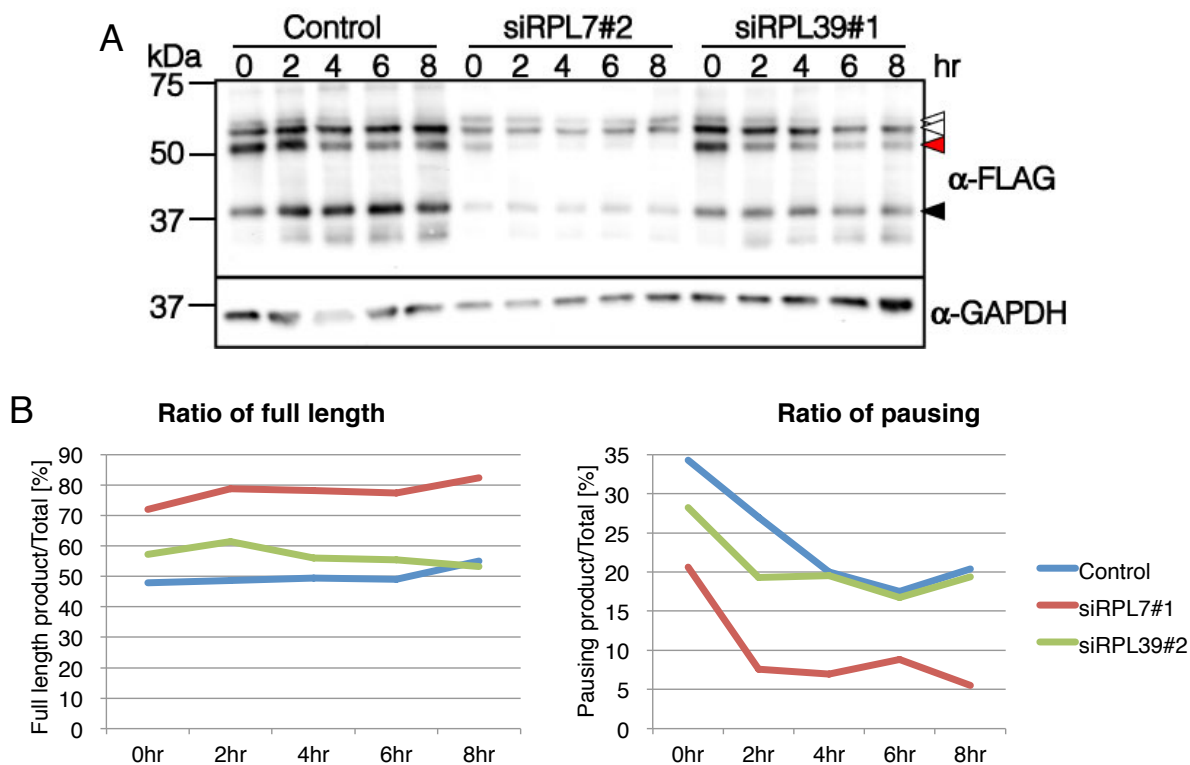 A
kDa
Control siRPL7#2 siRPL39#1
0 2 4 6 8 0 2 4 6 8 0 2 4 6 8 hr
75
50
37
α-FLAG
37
α-GAPDH
B
Ratio of full length
Full length product/Total [%]
90
80
70
60
50
40
30
20
10
0
0hr 2hr 4hr 6hr 8hr
Ratio of pausing
Pausing product/Total [%]
35
30
25
20
15
10
5
0
0hr 2hr 4hr 6hr 8hr
Control
siRPL7#1
siRPL39#2